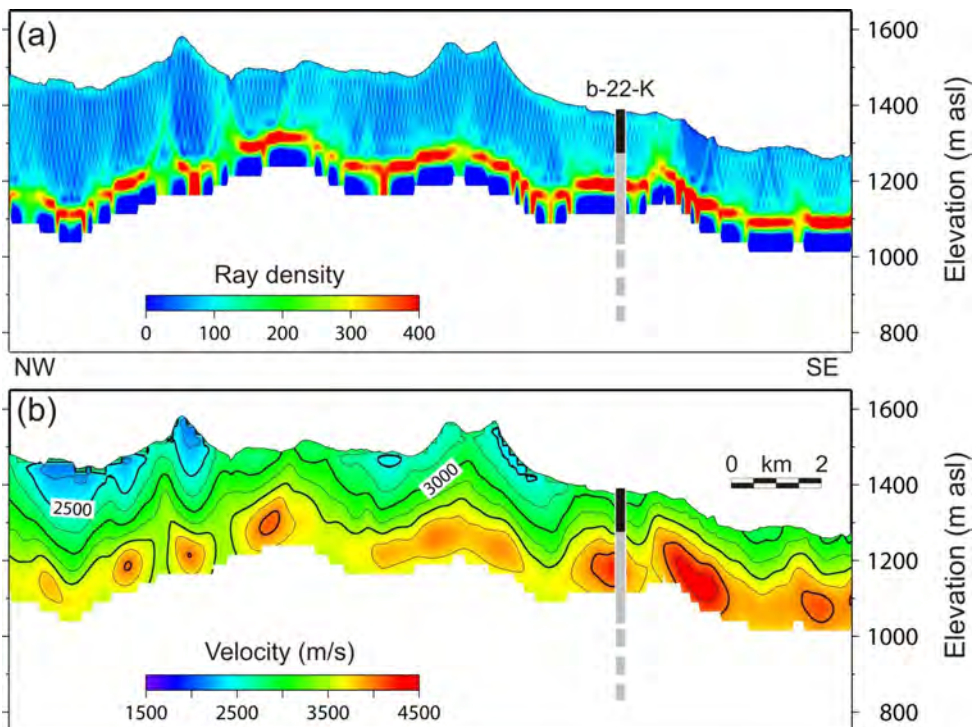 (a)
1600
b-22-K
1400
1200
1000
800
Elevation (m asl)
Ray density
0 100 200 300 400
NW SE
(b)
1600
0 km 2
3000
2500
1400
1200
1000
800
Elevation (m asl)
Velocity (m/s)
1500 2500 3500 4500